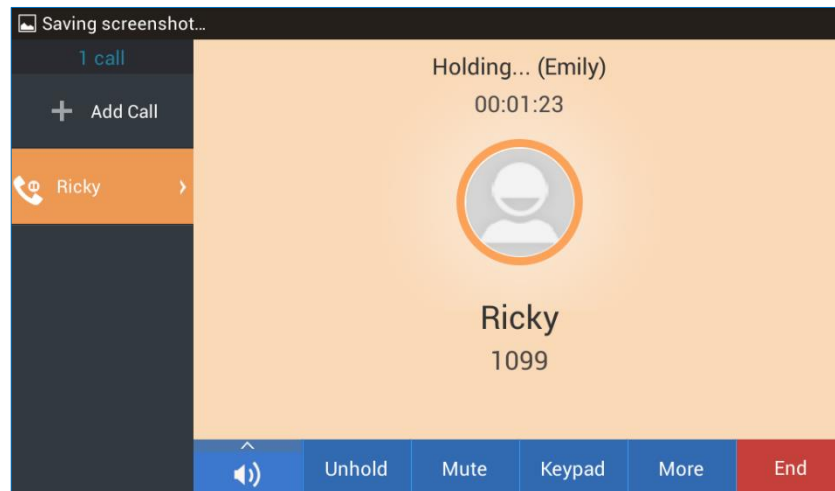 Saving screenshot...
1 call
Add Call
Ricky
Holding... (Emily)
00:01:23
Ricky
1099
Unhold Mute Keypad More End